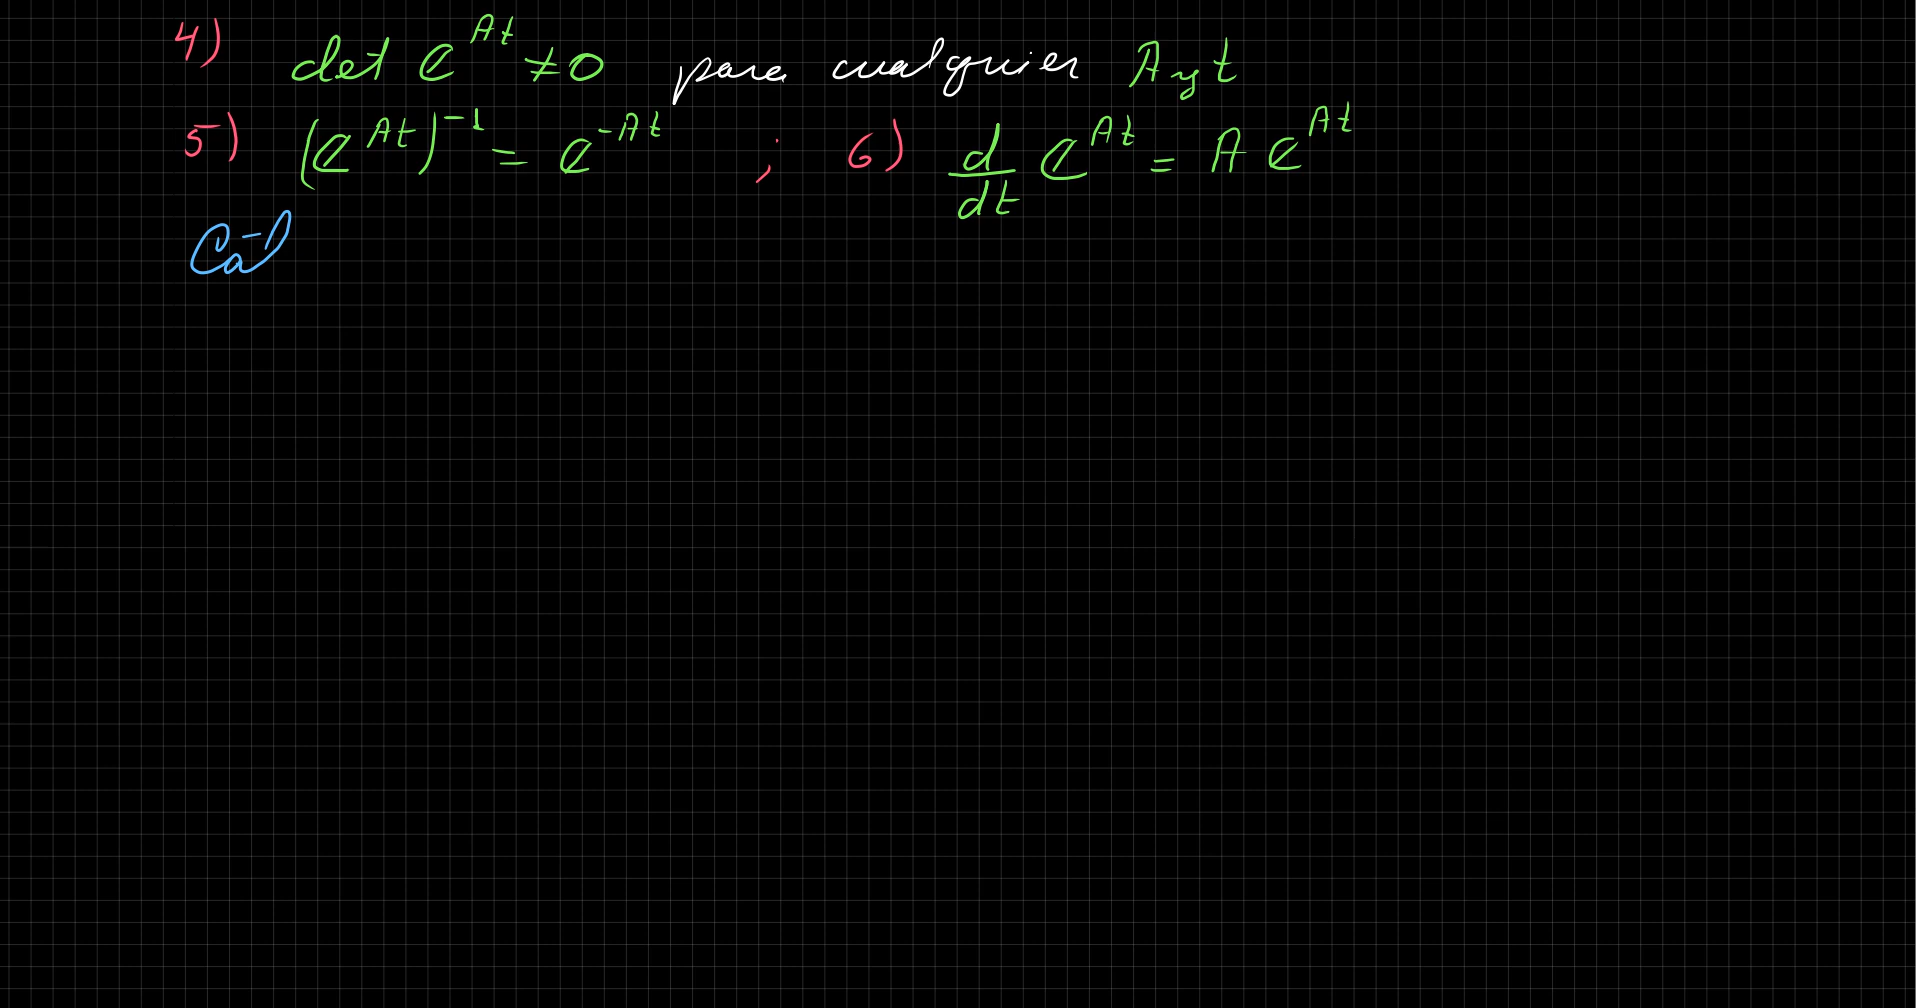 4) det e^{At} ≠ 0 para cualquier A y t
5) (e^{At})^{-1} = e^{-At} ; 6) d/dt e^{At} = A e^{At}